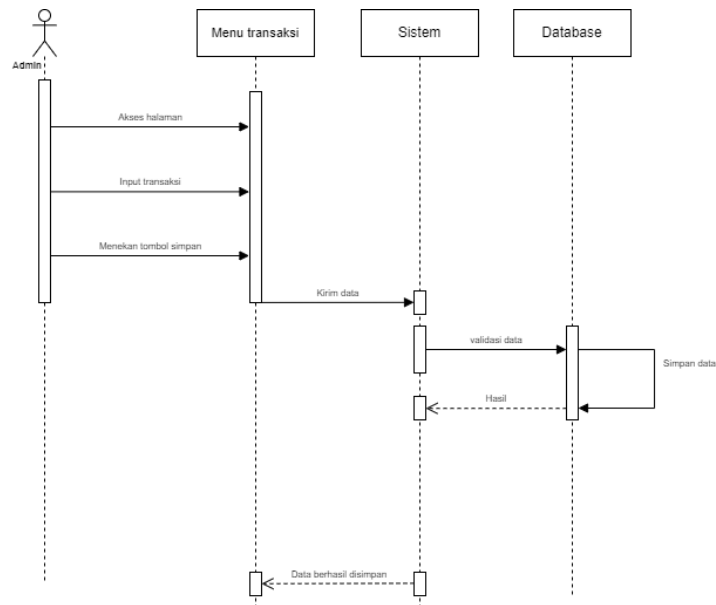 Menu transaksi
Sistem
Database
Admin
Akses halaman
Input transaksi
Menekan tombol simpan
Kirim data
validasi data
Simpan data
Hasil
Data berhasil disimpan